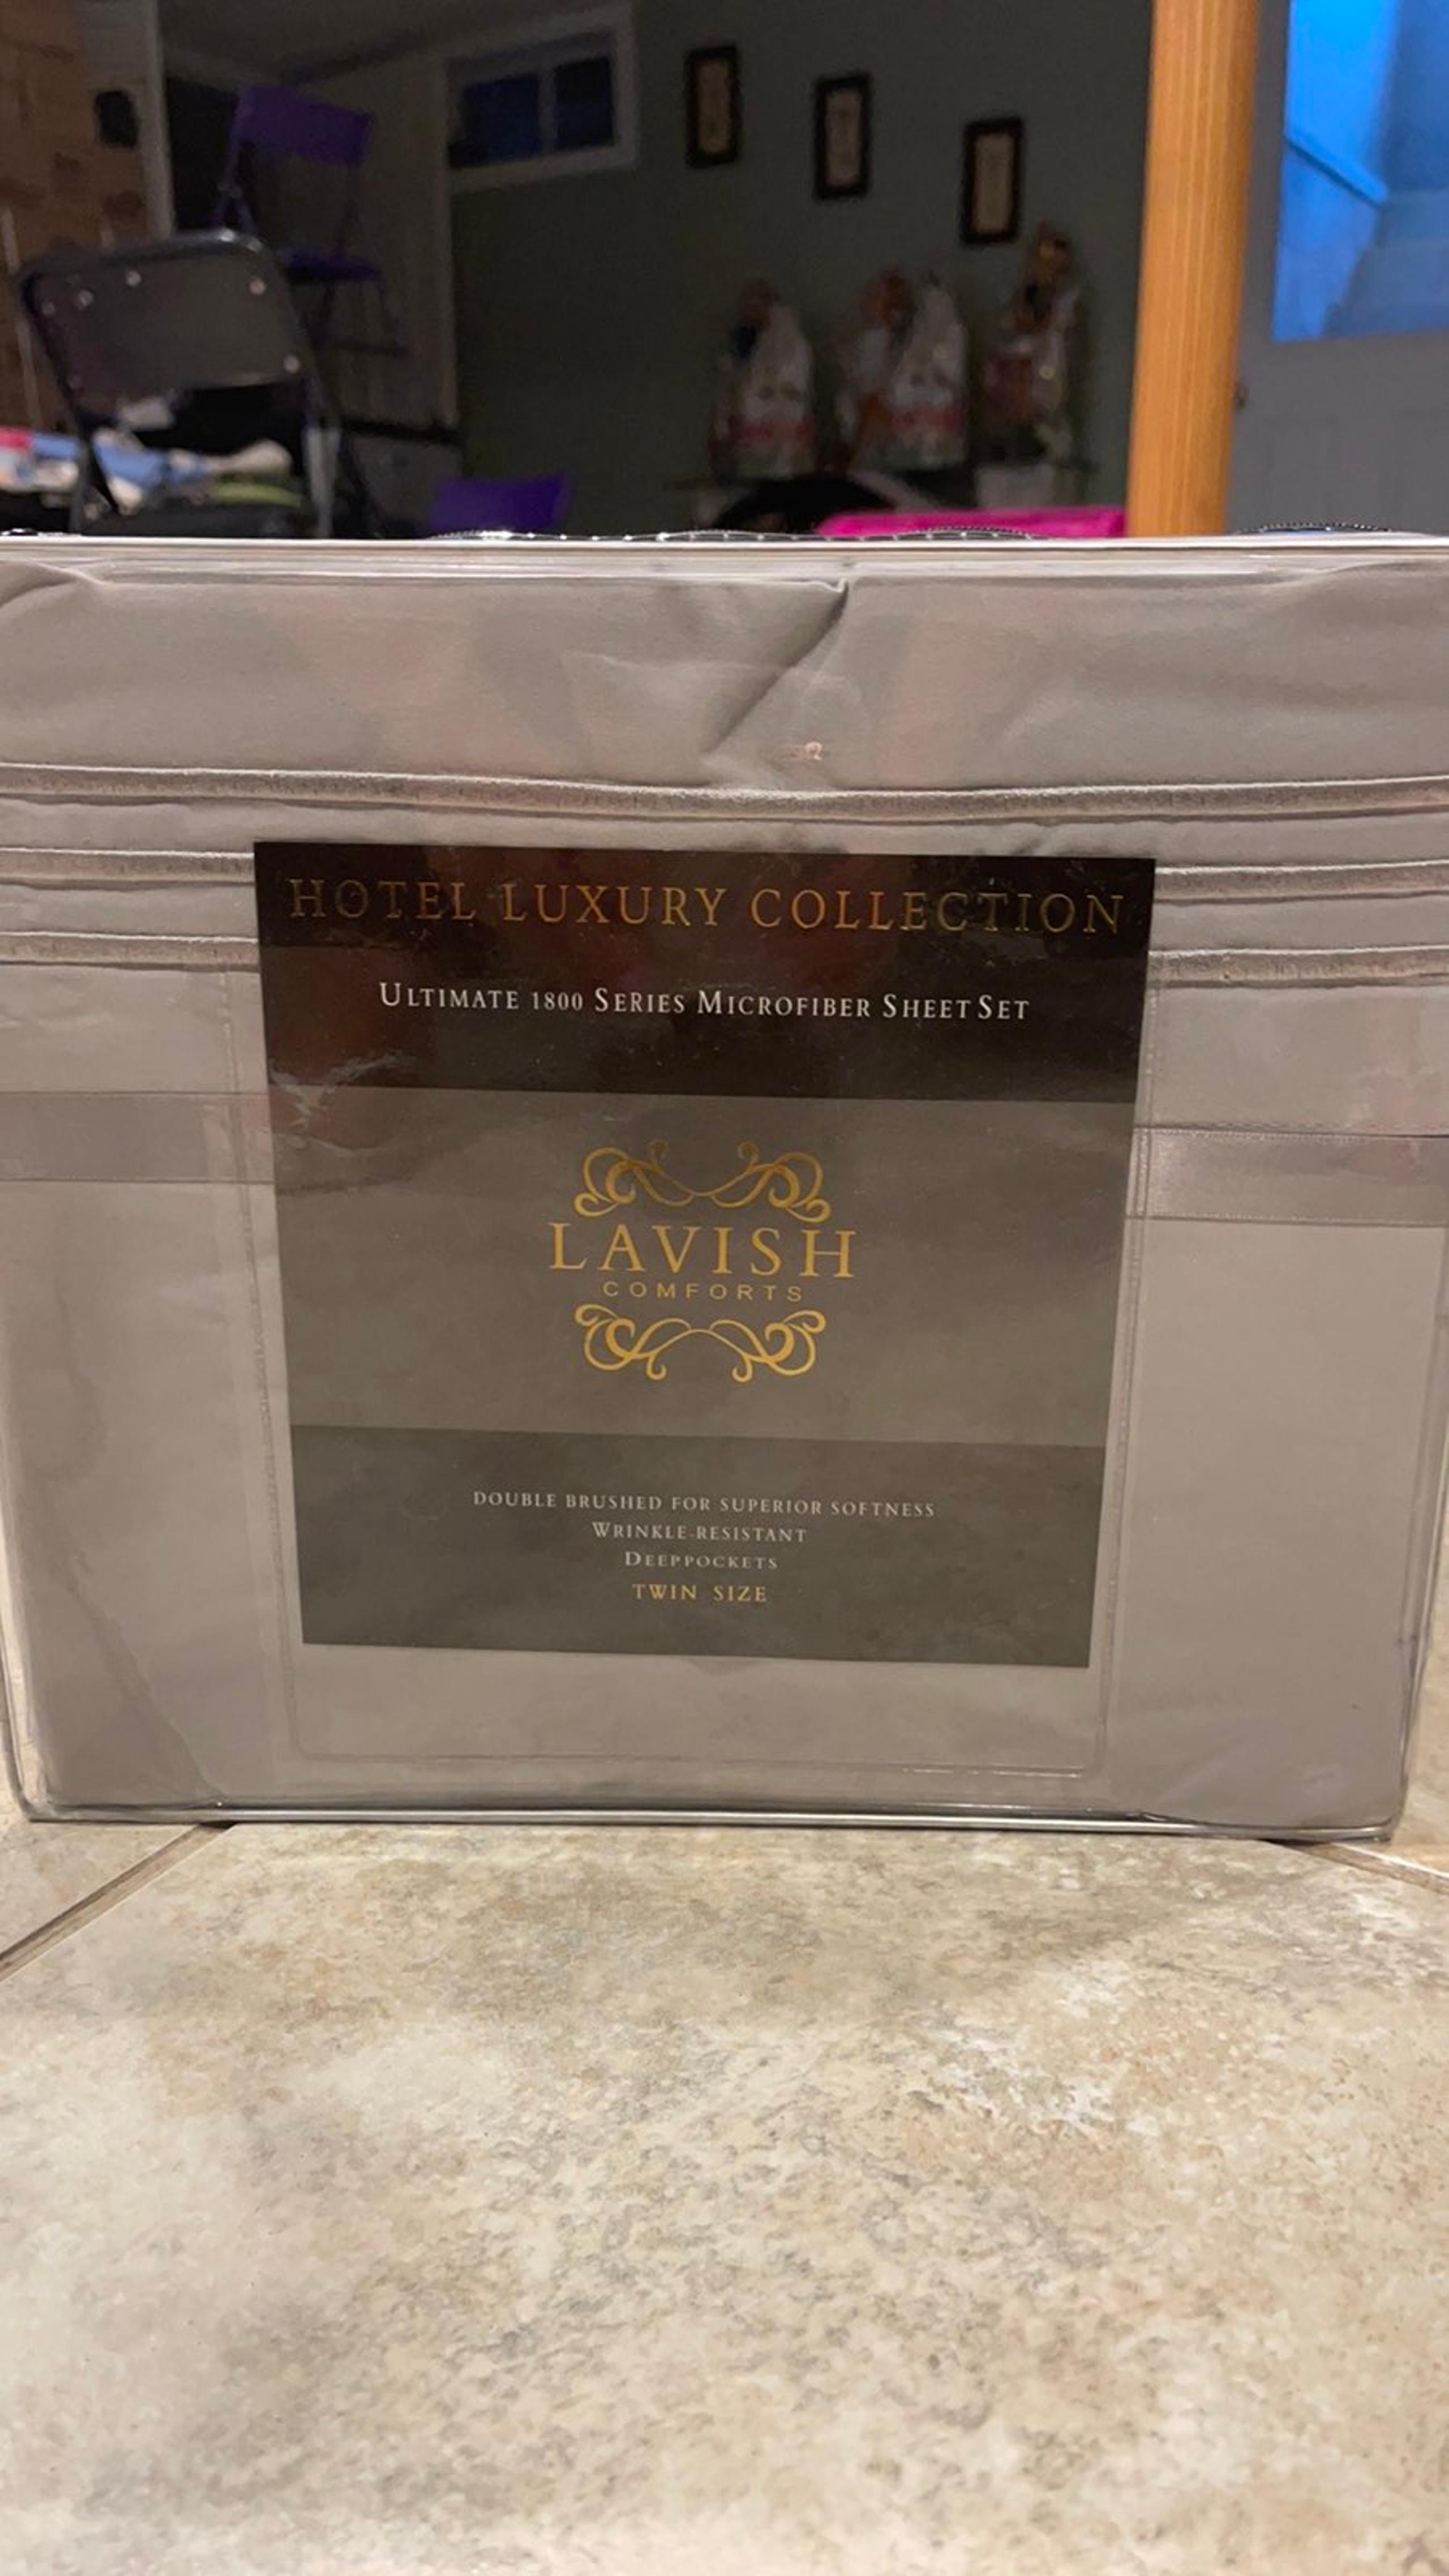 HOTEL LUXURY COLLECTION
ULTIMATE 1800 SERIES MICROFIBER SHEET SET
LAVISH
COMFORTS
DOUBLE BRUSHED FOR SUPERIOR SOFTNESS
WRINKLE-RESISTANT
DEEPPOCKETS
TWIN SIZE